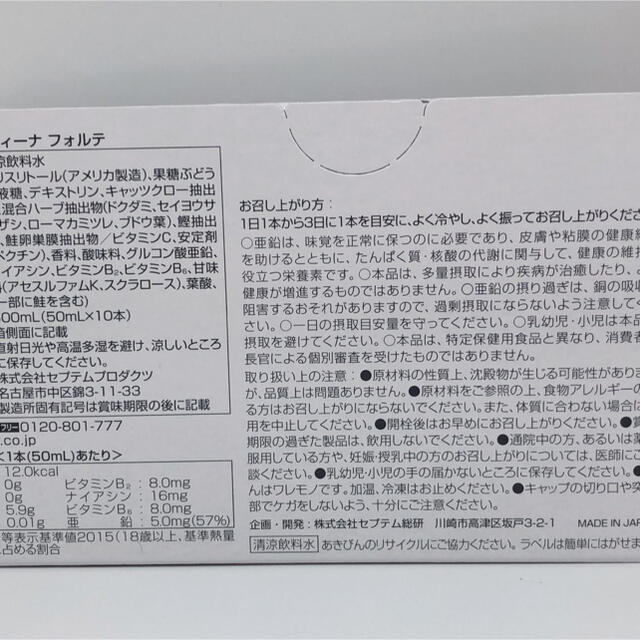 ィーナ フォルテ
涼飲料水
リスリトール(アメリカ製造)、果糖ぶどう
液糖、デキストリン、キャッツクロー抽出
、混合ハーブ抽出物(ドクダミ、セイヨウサ
ザシ、ローマカミツレ、ブドウ葉)、鰹抽出
、鮭卵巣膜抽出物/ビタミンC、安定剤
ペクチン)、香料、酸味料、グルコン酸亜鉛、
イアシン、ビタミンB₂、ビタミンB₆、甘味
(アセスルファムK、スクラロース)、葉酸、
一部に鮭を含む)
500mL(50mL×10本)
箱側面に記載
直射日光や高温多湿を避け、涼しいところ
に保存してください。
株式会社セプテムプロダクツ
名古屋市中区錦3-11-33
製造所固有記号は賞味期限の後に記載
フリー 0120-801-777
.co.jp
<1本(50mL)あたり>
12.0kcal
0g ビタミンB₂ : 8.0mg
0g ナイアシン : 16mg
5.9g ビタミンB₆ : 8.0mg
0.01g 亜 鉛 : 5.0mg(57%)
等表示基準値2015(18歳以上、基準熱量
占める割合
お召し上がり方:
1日1本から3日に1本を目安に、よく冷やし、よく振ってお召し上がりくださ
○亜鉛は、味覚を正常に保つのに必要であり、皮膚や粘膜の健康維
を助けるとともに、たんぱく質・核酸の代謝に関与して、健康の維持
役立つ栄養素です。○本品は、多量摂取により疾病が治癒したり、
健康が増進するものではありません。○亜鉛の摂り過ぎは、銅の吸収
阻害するおそれがありますので、過剰摂取にならないよう注意してく
い。○一日の摂取目安量を守ってください。○乳幼児・小児は本品
摂取を避けてください。○本品は、特定保健用食品と異なり、消費者
長官による個別審査を受けたものではありません。
取り扱い上の注意:●原材料の性質上、沈殿物が生じる可能性がありま
が、品質上は問題ありません。●原材料をご参照の上、食物アレルギーの
る方はお召し上がりにならないでください。また、体質に合わない場合は
用を中止してください。●開栓後はお早めにお召し上がりください。●賞
期限の過ぎた製品は、飲用しないでください。●通院中の方、あるいは薬
服用している方や、妊娠・授乳中の方のお召し上がりについては、医師にご
談ください。●乳幼児・小児の手の届かないところに保存してください。
んはワレモノです。加温、冷凍はお止めください。●キャップの切り口や突
部でケガをしないよう、十分にご注意ください。
企画・開発:株式会社セプテム総研 川崎市高津区坂戸3-2-1 MADE IN JAP
清涼飲料水 あきびんのリサイクルにご協力ください。ラベルは簡単にはがせま